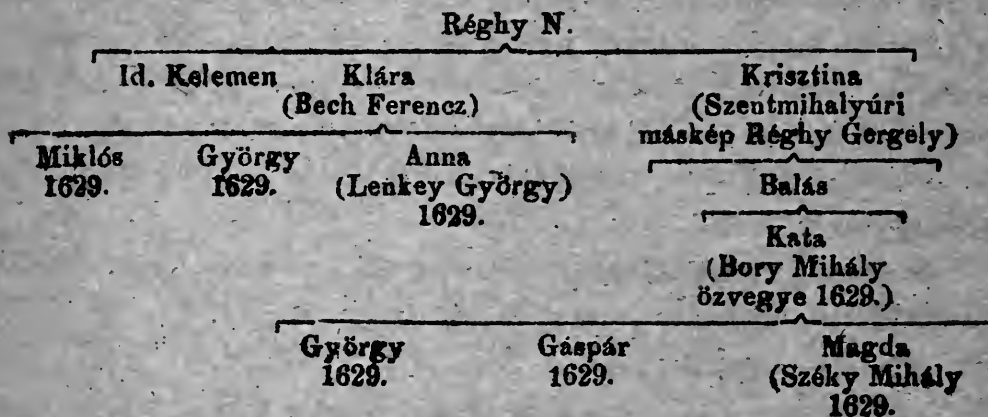 Réghy N.
Id. Kelemen Klára Krisztina
(Bech Ferencz) (Szentmihalyúri
máskép Réghy Gergely)
Miklós György Anna
1629. 1629. (Lenkey György) Balás
1629.
Kata
(Bory Mihály
özvegye 1629.)
György Gáspár Magda
1629. 1629. (Széky Mihály
1629.